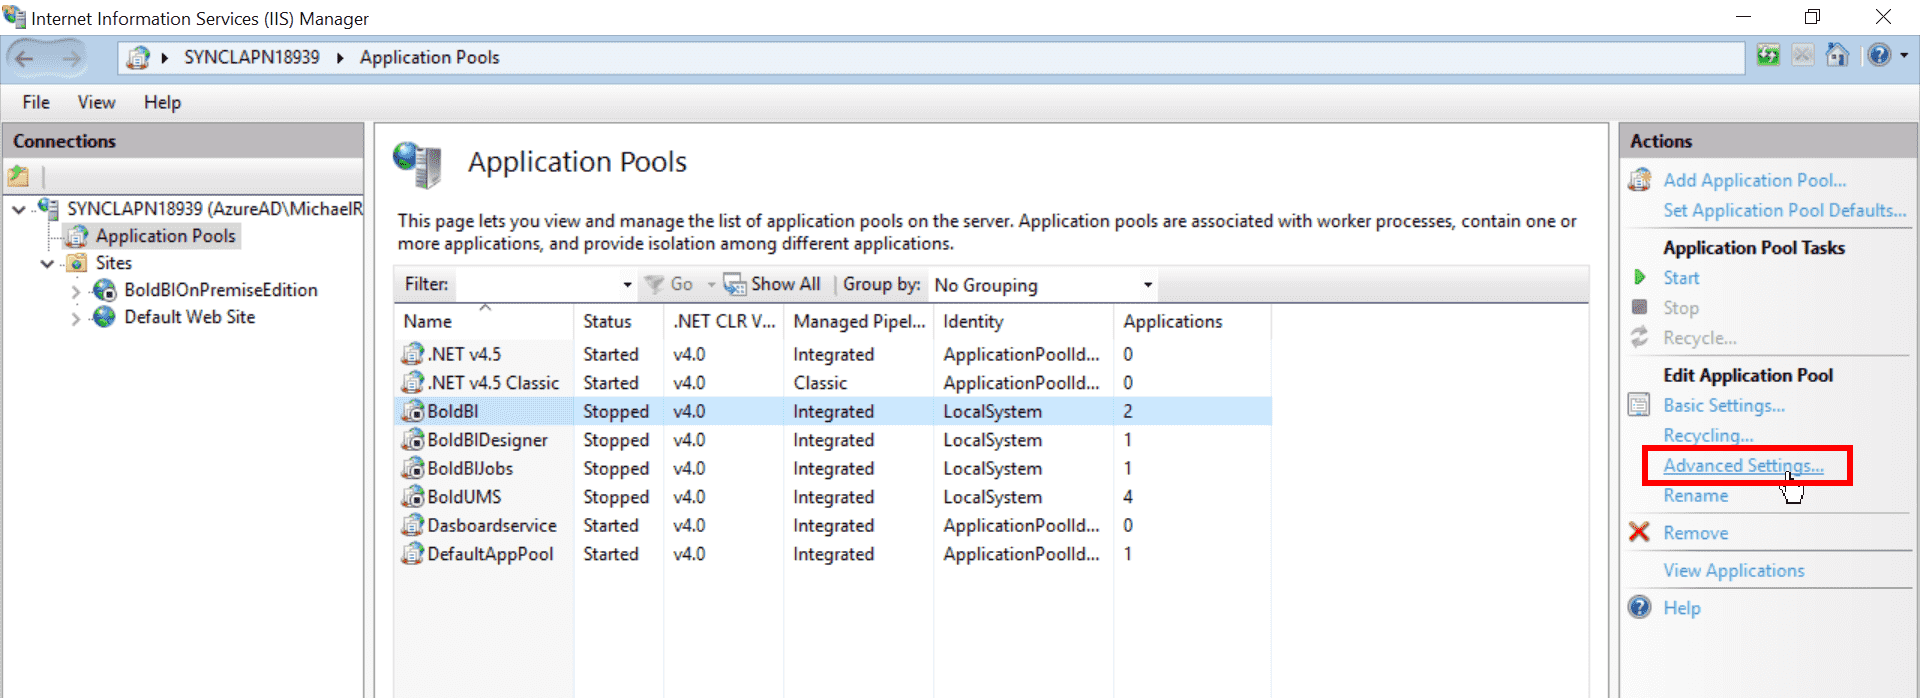 Internet Information Services (IIS) Manager
SYNCLAPN18939 Application Pools
File View Help
Connections
SYNCLAPN18939 (AzureAD\MichaelR
Application Pools
Sites
BoldBIOnPremiseEdition
Default Web Site
Application Pools
This page lets you view and manage the list of application pools on the server. Application pools are associated with worker processes, contain one or
more applications, and provide isolation among different applications.
Filter: Go Show All Group by: No Grouping
Name Status .NET CLR V... Managed Pipel... Identity Applications
.NET v4.5 Started v4.0 Integrated ApplicationPoolId... 0
.NET v4.5 Classic Started v4.0 Classic ApplicationPoolId... 0
BoldBI Stopped v4.0 Integrated LocalSystem 2
BoldBIDesigner Stopped v4.0 Integrated LocalSystem 1
BoldBIJobs Stopped v4.0 Integrated LocalSystem 1
BoldUMS Stopped v4.0 Integrated LocalSystem 4
Dasboardservice Started v4.0 Integrated ApplicationPoolId... 0
DefaultAppPool Started v4.0 Integrated ApplicationPoolId... 1
Actions
Add Application Pool...
Set Application Pool Defaults...
Application Pool Tasks
Start
Stop
Recycle...
Edit Application Pool
Basic Settings...
Recycling...
Advanced Settings...
Rename
Remove
View Applications
Help